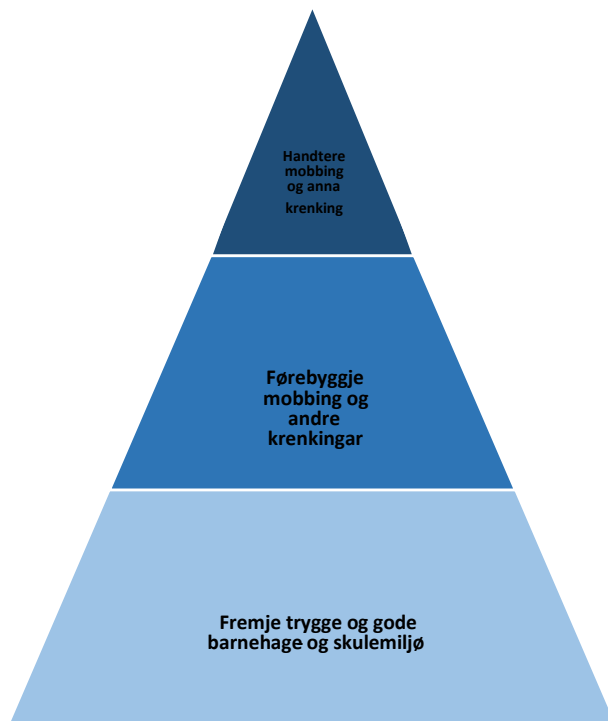 Handtere
mobbing
og anna
krenking
Førebyggje
mobbing og
andre
krenkingar
Fremje trygge og gode
barnehage og skulemiljø